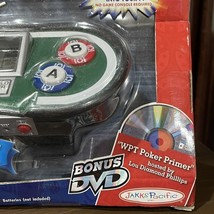 NO GAME CONSOLE REQUIRED
B
A
"WPT Poker Primer"
hosted by
Lou Diamond Phillips
BONUS
DVD
JAKKS Pacific
Batteries (not included)